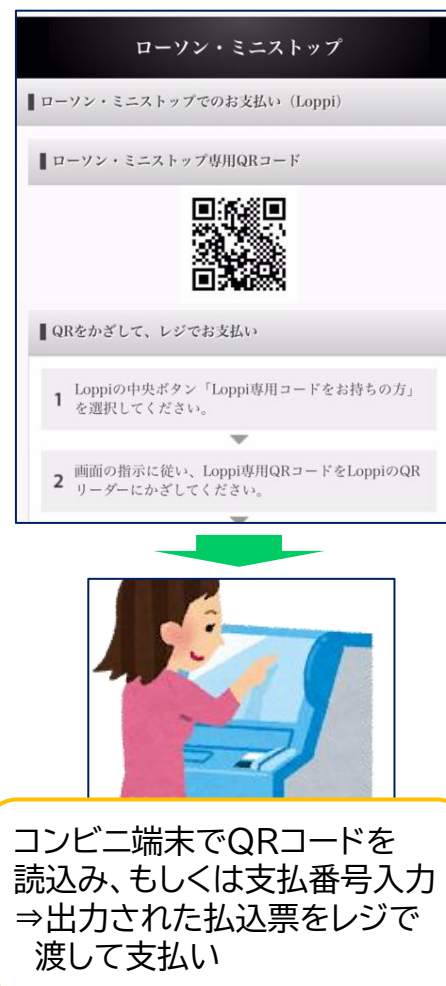 ローソン・ミニストップ
ローソン・ミニストップでのお支払い（Loppi）
ローソン・ミニストップ専用QRコード
QRをかざして、レジでお支払い
1 Loppiの中央ボタン「Loppi専用コードをお持ちの方」
を選択してください。
2 画面の指示に従い、Loppi専用QRコードをLoppiのQR
リーダーにかざしてください。
コンビニ端末でQRコードを
読込み、もしくは支払番号入力
⇒出力された払込票をレジで
渡して支払い